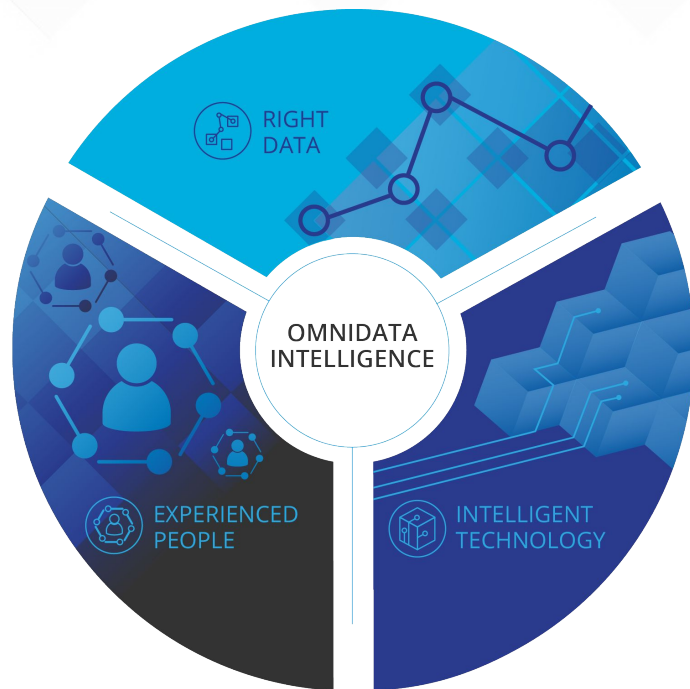 RIGHT
DATA
OMNIDATA
INTELLIGENCE
EXPERIENCED
PEOPLE
INTELLIGENT
TECHNOLOGY